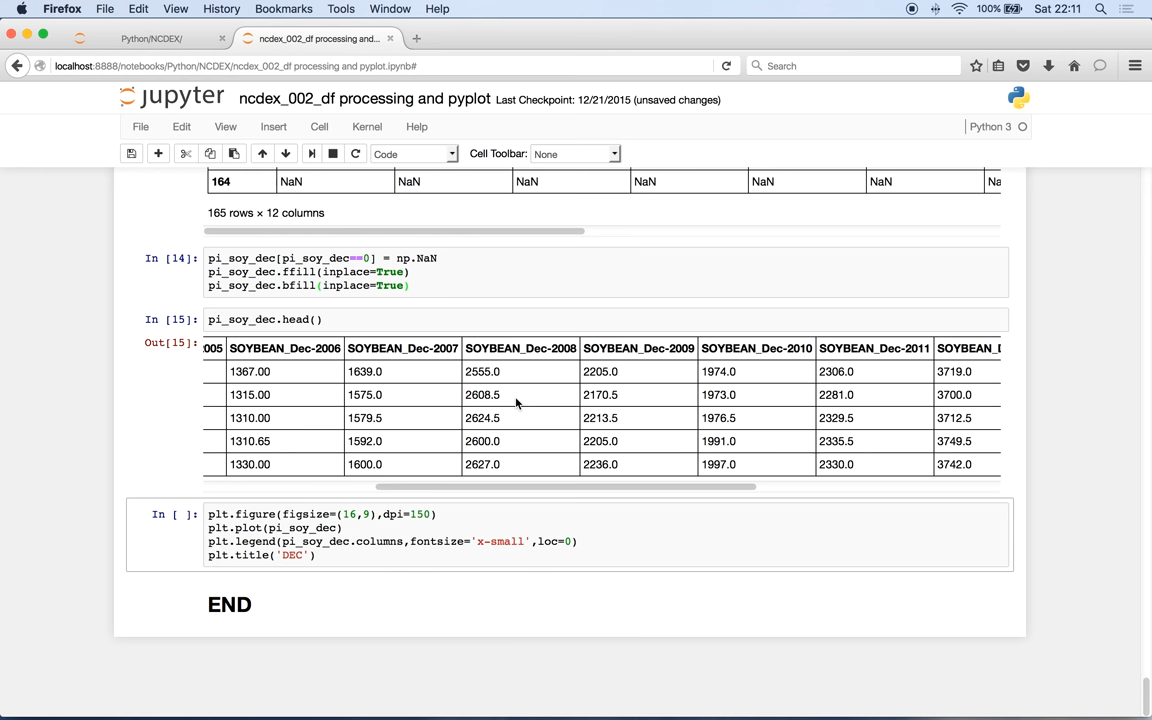 Firefox File Edit View History Bookmarks Tools Window Help 100% Sat 22:11
Python/NCDEX/ × ncdex_002_df processing and... × +
localhost:8888/notebooks/Python/NCDEX/ncdex_002_df processing and pyplot.ipynb# Search
jupyter ncdex_002_df processing and pyplot Last Checkpoint: 12/21/2015 (unsaved changes)
File Edit View Insert Cell Kernel Help Python 3
Code Cell Toolbar: None
164 NaN NaN NaN NaN NaN NaN Na
165 rows × 12 columns
In [14]: pi_soy_dec[pi_soy_dec==0] = np.NaN
pi_soy_dec.ffill(inplace=True)
pi_soy_dec.bfill(inplace=True)
In [15]: pi_soy_dec.head()
Out[15]: 005 SOYBEAN_Dec-2006 SOYBEAN_Dec-2007 SOYBEAN_Dec-2008 SOYBEAN_Dec-2009 SOYBEAN_Dec-2010 SOYBEAN_Dec-2011 SOYBEAN_D
1367.00 1639.0 2555.0 2205.0 1974.0 2306.0 3719.0
1315.00 1575.0 2608.5 2170.5 1973.0 2281.0 3700.0
1310.00 1579.5 2624.5 2213.5 1976.5 2329.5 3712.5
1310.65 1592.0 2600.0 2205.0 1991.0 2335.5 3749.5
1330.00 1600.0 2627.0 2236.0 1997.0 2330.0 3742.0
In [ ]: plt.figure(figsize=(16,9),dpi=150)
plt.plot(pi_soy_dec)
plt.legend(pi_soy_dec.columns,fontsize='x-small',loc=0)
plt.title('DEC')
END